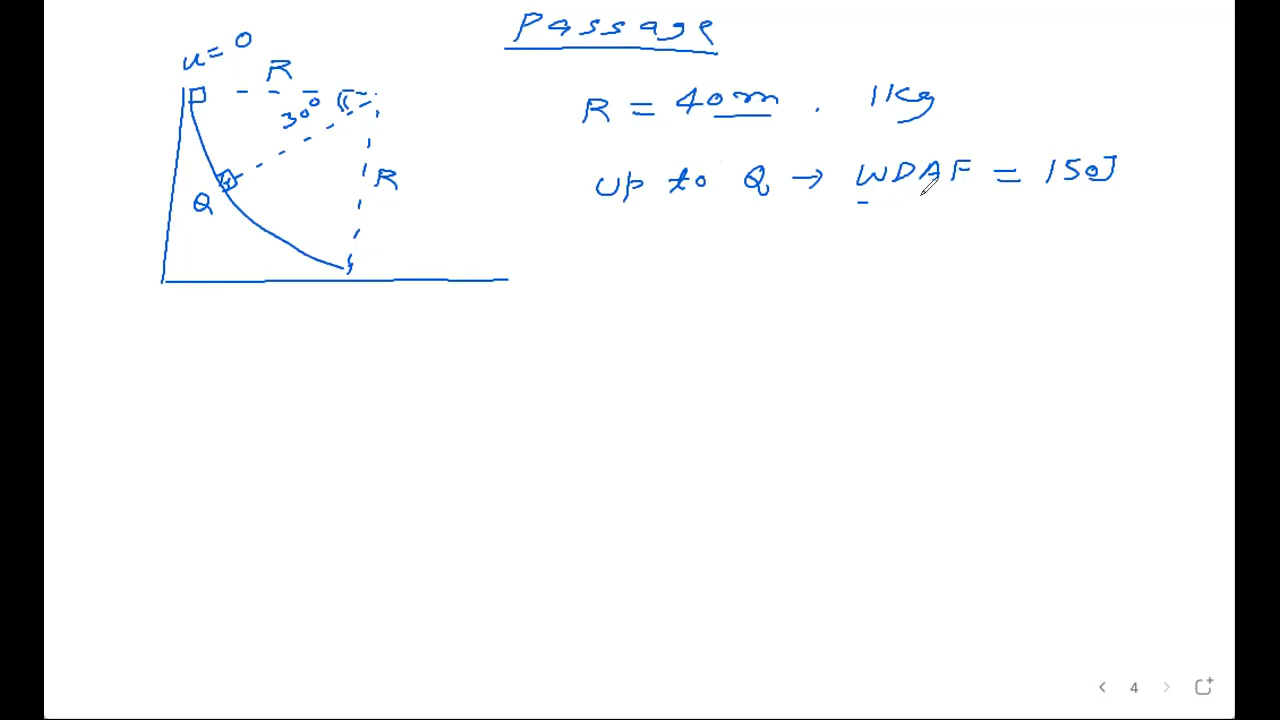 Passage
u = 0
R
30°
R
Q
R = 40m . 1Kg
up to Q → WDAF = 150J
4